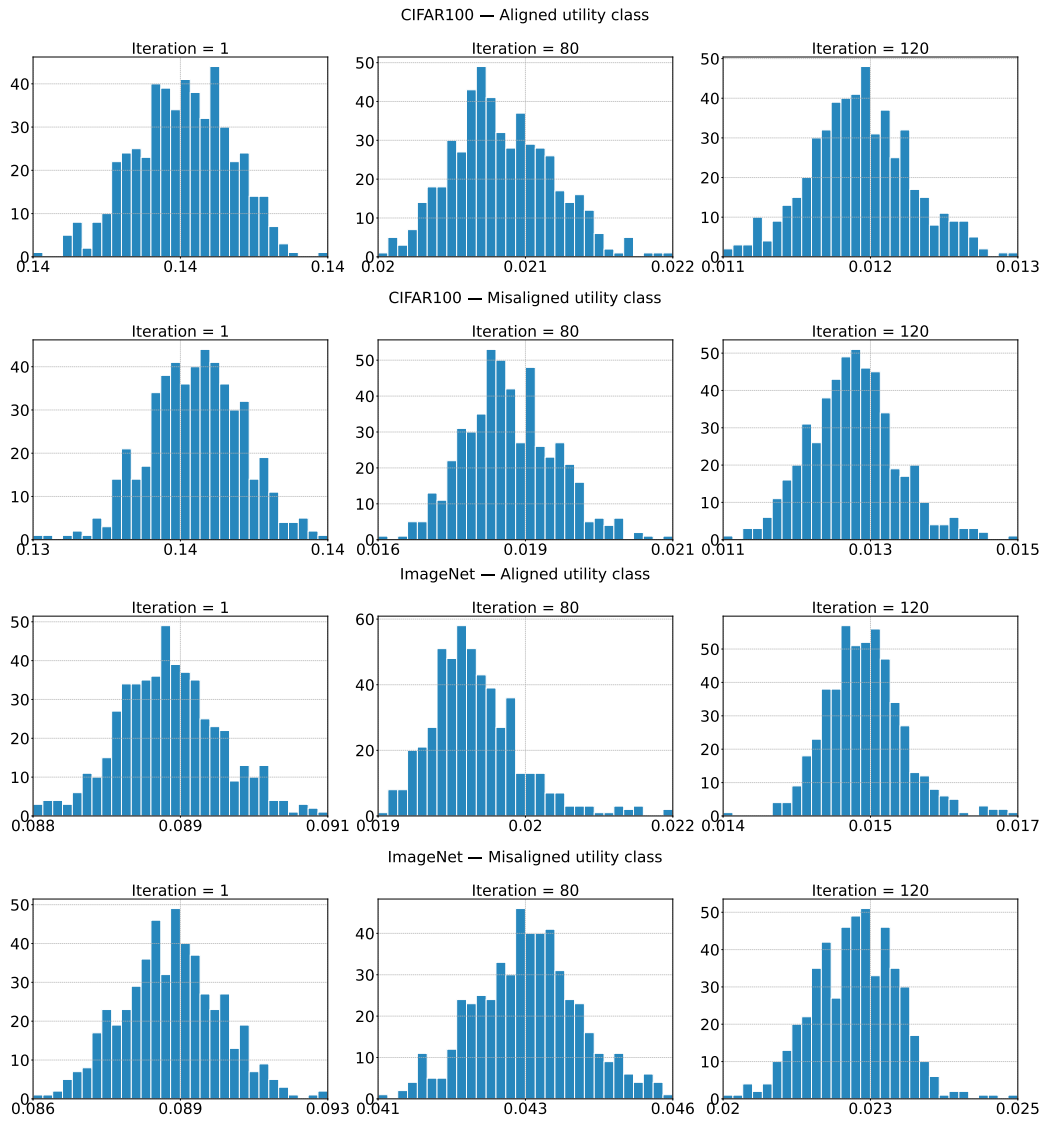 CIFAR100 — Aligned utility class
Iteration = 1 Iteration = 80 Iteration = 120
40 50 50
30 40 40
20 30 30
10 20 20
0 10 10
0 0
0.14 0.14 0.14 0.02 0.021 0.022 0.011 0.012 0.013
CIFAR100 — Misaligned utility class
Iteration = 1 Iteration = 80 Iteration = 120
40 50 50
30 40 40
20 30 30
10 20 20
0 10 10
0 0
0.13 0.14 0.14 0.016 0.019 0.021 0.011 0.013 0.015
ImageNet — Aligned utility class
Iteration = 1 Iteration = 80 Iteration = 120
50 60 50
40 40 40
30 20 30
20 0 20
10 10
0 0
0.088 0.089 0.091 0.019 0.02 0.022 0.014 0.015 0.017
ImageNet — Misaligned utility class
Iteration = 1 Iteration = 80 Iteration = 120
50 40 50
40 30 40
30 20 30
20 10 20
10 0 10
0 0
0.086 0.089 0.093 0.041 0.043 0.046 0.02 0.023 0.025